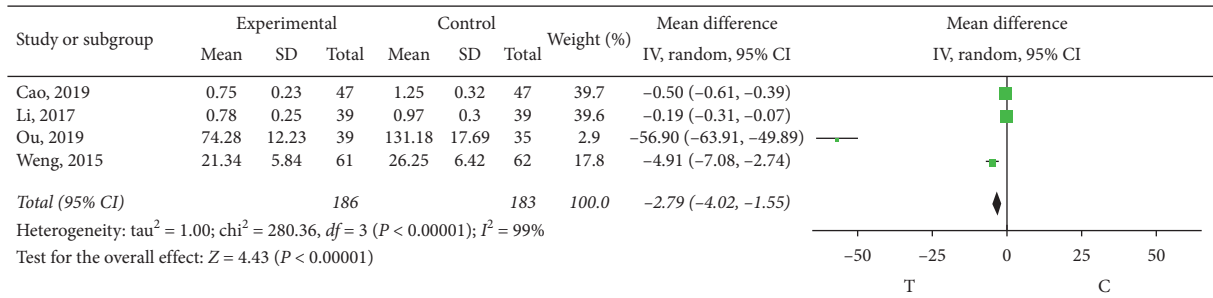 Study or subgroup Experimental Control Weight (%) Mean difference Mean difference
Mean SD Total Mean SD Total IV, random, 95% CI IV, random, 95% CI
Cao, 2019 0.75 0.23 47 1.25 0.32 47 39.7 −0.50 (−0.61, −0.39)
Li, 2017 0.78 0.25 39 0.97 0.3 39 39.6 −0.19 (−0.31, −0.07)
Ou, 2019 74.28 12.23 39 131.18 17.69 35 2.9 −56.90 (−63.91, −49.89)
Weng, 2015 21.34 5.84 61 26.25 6.42 62 17.8 −4.91 (−7.08, −2.74)
Total (95% CI) 186 183 100.0 −2.79 (−4.02, −1.55)
Heterogeneity: tau² = 1.00; chi² = 280.36, df = 3 (P < 0.00001); I² = 99%
Test for the overall effect: Z = 4.43 (P < 0.00001)
−50 −25 0 25 50
T C